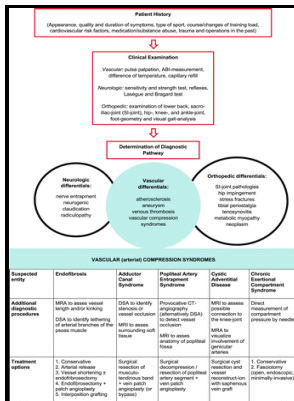 Patient History
(Appearance, quality and duration of symptoms, type of sport, course/changes of training load,
cardiovascular risk factors, medication/substance abuse, trauma and operations in the past)
Clinical Examination
Vascular: pulse palpation, ABI-measurement,
difference of temperature, capillary refill
Neurologic: sensitivity and strength test, reflexes,
Lasègue and Bragard test
Orthopedic: examination of lower back, sacro-
iliac-joint (SI-joint), hip-, knee-, and ankle-joint,
foot-geometry and visual gait-analysis
Determination of Diagnostic
Pathway
Neurologic
differentials:
nerve entrapment
neurogenic
claudication
radiculopathy
Vascular
differentials:
atherosclerosis
aneurysm
venous thrombosis
vascular compression
syndromes
Orthopedic differentials:
SI-joint pathologies
hip impingement
stress fractures
tibial periostalgia
tenosynovitis
metabolic myopathy
neoplasm
VASCULAR (arterial) COMPRESSION SYNDROMES
Suspected
entity
Endofibrosis
Adductor
Canal
Syndrome
Popliteal Artery
Entrapment
Syndrome
Cystic
Adventitial
Disease
Chronic
Exertional
Compartment
Syndrome
Additional
diagnostic
procedures
MRA to assess vessel
length and/or kinking
DSA to identify tethering
of arterial branches of the
psoas muscle
DSA to identify
stenosis or
vessel occlusion
MRI to assess
surrounding soft
tissue
Provocative CT-
angiography
(alternatively DSA)
to detect vessel
occlusion
MRI to assess
anatomy of popliteal
fossa
MRI to assess
possible
connection to
the knee-joint
MRA to
visualize
involvement of
genicular
arteries
Direct
measurement of
compartment
pressure by needle
Treatment
options
1. Conservative
2. Arterial release
3. Vessel shortening ±
endofibrosectomy
4. Endofibrosectomy +
patch angioplasty
5. Interposition grafting
Surgical
resection of
musculo-
tendinous band +
vein patch
angioplasty (or
bypass)
Surgical
decompression /
resection of popliteal
artery segment +
vein patch
angioplasty
Surgical cyst
resection and
vessel
reconstruct-ion
with saphenous
vein graft
1. Conservative
2. Fasciotomy
(open, endoscopic,
minimally-invasive)